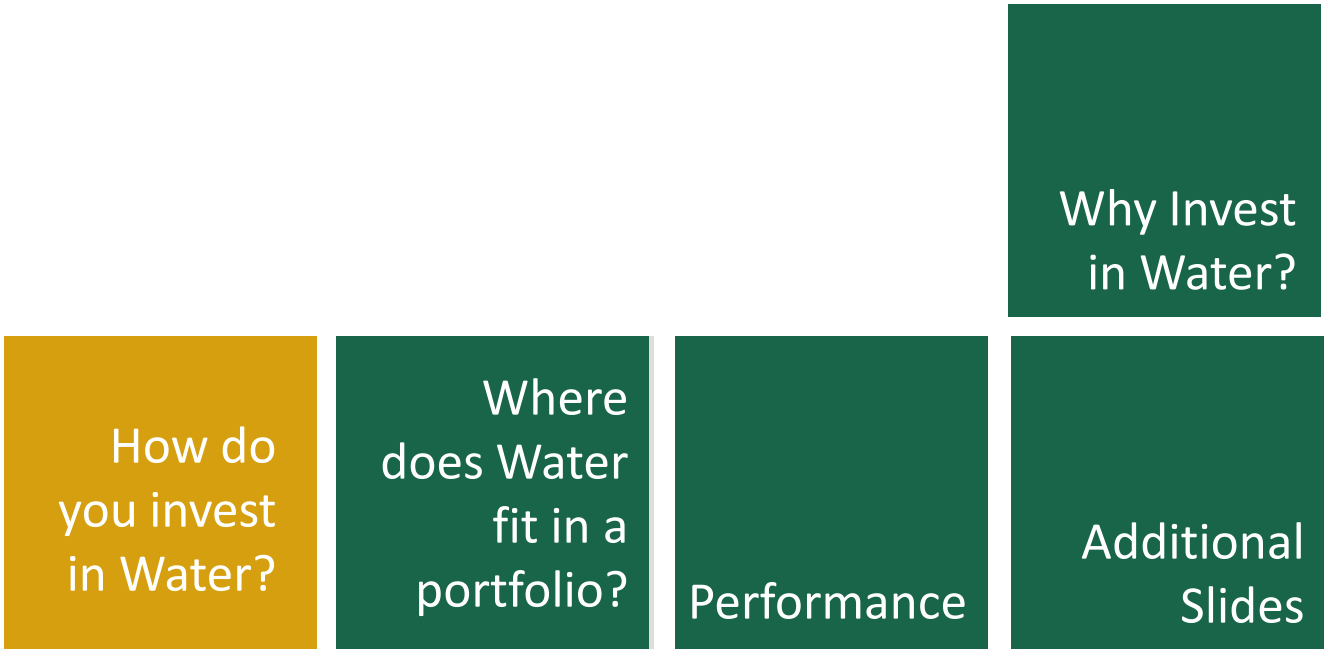 Why Invest
in Water?
How do
you invest
in Water?
Where
does Water
fit in a
portfolio?
Performance
Additional
Slides